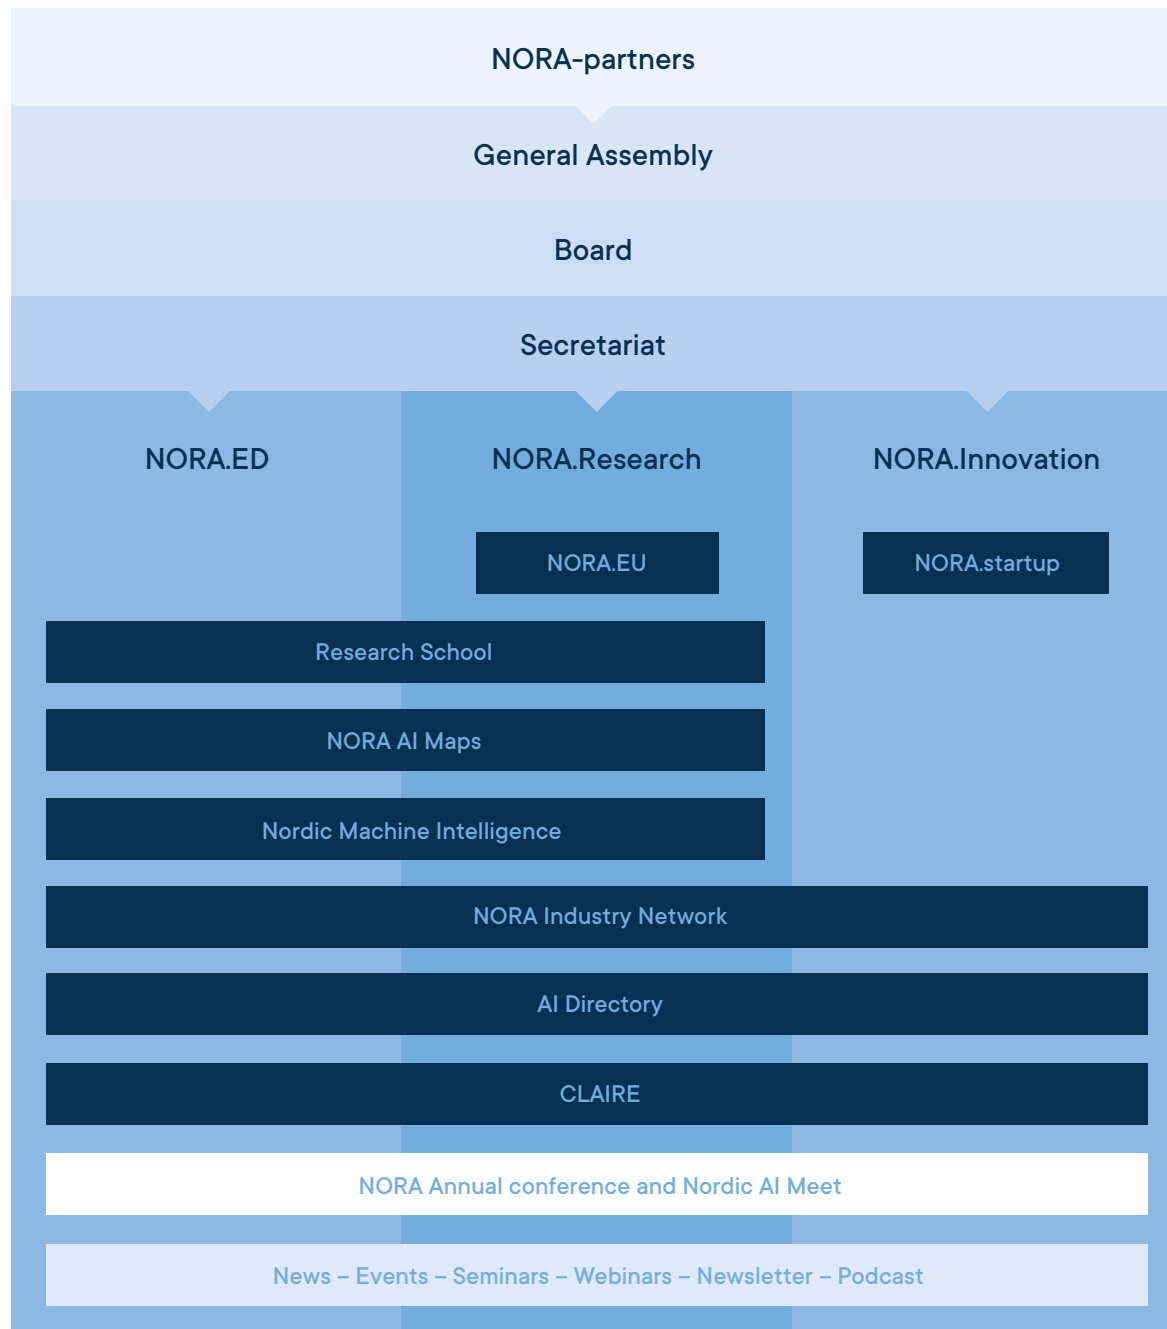 NORA-partners
General Assembly
Board
Secretariat
NORA.ED
NORA.Research
NORA.Innovation
NORA.EU
NORA.startup
Research School
NORA AI Maps
Nordic Machine Intelligence
NORA Industry Network
AI Directory
CLAIRE
NORA Annual conference and Nordic AI Meet
News – Events – Seminars – Webinars – Newsletter – Podcast